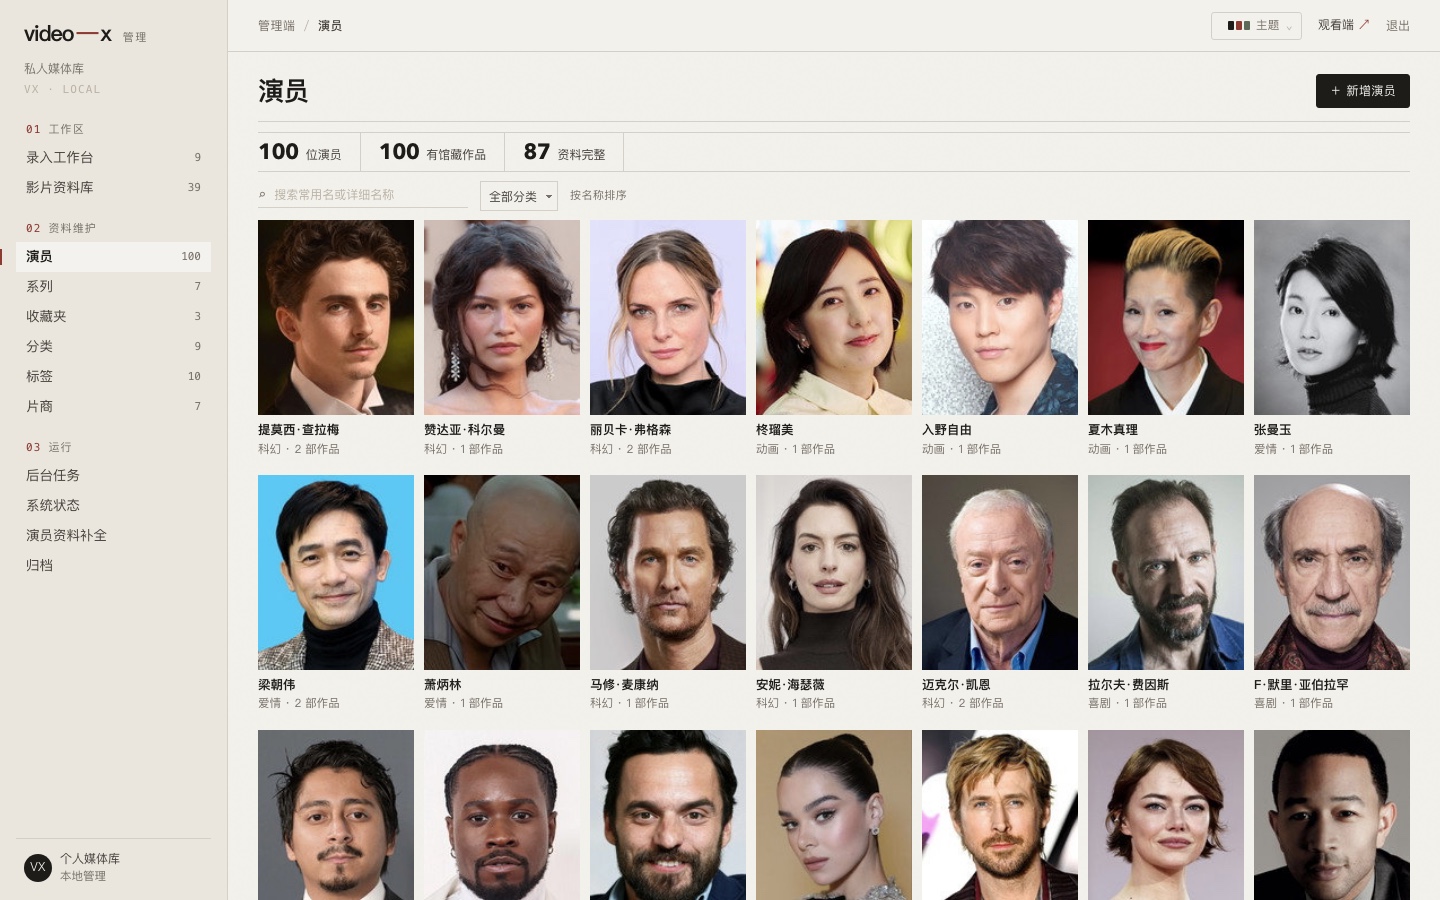 video—x 管理
私人媒体库
VX · LOCAL
01 工作区
录入工作台 9
影片资料库 39
02 资料维护
演员 100
系列 7
收藏夹 3
分类 9
标签 10
片商 7
03 运行
后台任务
系统状态
演员资料补全
归档
VX
个人媒体库
本地管理
管理端 / 演员
主题
观看端 ↗
退出
演员
+ 新增演员
100 位演员
100 有馆藏作品
87 资料完整
搜索常用名或详细名称
全部分类
按名称排序
提莫西·查拉梅
科幻 · 2 部作品
赞达亚·科尔曼
科幻 · 1 部作品
丽贝卡·弗格森
科幻 · 2 部作品
柊瑠美
动画 · 1 部作品
入野自由
动画 · 1 部作品
夏木真理
动画 · 1 部作品
张曼玉
爱情 · 1 部作品
梁朝伟
爱情 · 2 部作品
萧炳林
爱情 · 1 部作品
马修·麦康纳
科幻 · 1 部作品
安妮·海瑟薇
科幻 · 1 部作品
迈克尔·凯恩
科幻 · 2 部作品
拉尔夫·费因斯
喜剧 · 1 部作品
F·默里·亚伯拉罕
喜剧 · 1 部作品